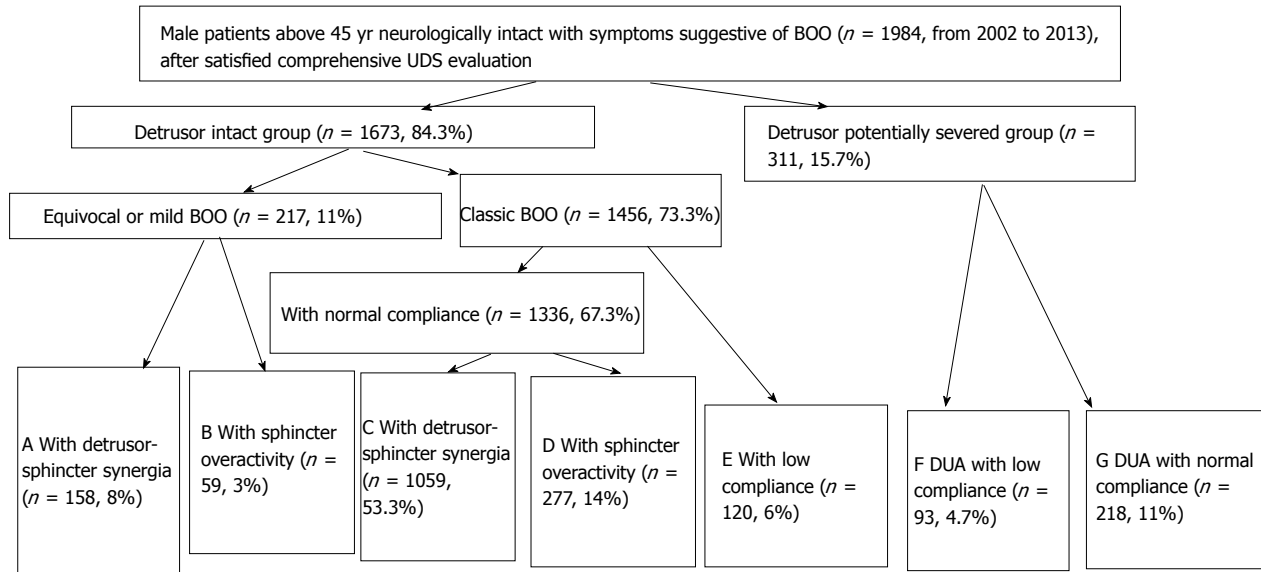 Male patients above 45 yr neurologically intact with symptoms suggestive of BOO (n = 1984, from 2002 to 2013),
after satisfied comprehensive UDS evaluation
Detrusor intact group (n = 1673, 84.3%)
Detrusor potentially severed group (n =
311, 15.7%)
Equivocal or mild BOO (n = 217, 11%)
Classic BOO (n = 1456, 73.3%)
With normal compliance (n = 1336, 67.3%)
A With detrusor-
sphincter synergia
(n = 158, 8%)
B With sphincter
overactivity (n =
59, 3%)
C With detrusor-
sphincter synergia
(n = 1059,
53.3%)
D With sphincter
overactivity (n =
277, 14%)
E With low
compliance (n =
120, 6%)
F DUA with low
compliance (n =
93, 4.7%)
G DUA with normal
compliance (n =
218, 11%)